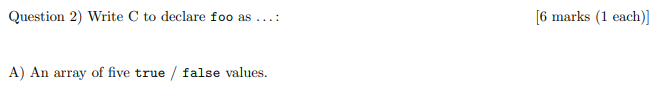 Question 2) Write C to declare foo as ...: [6 marks (1 each)]
A) An array of five true / false values.